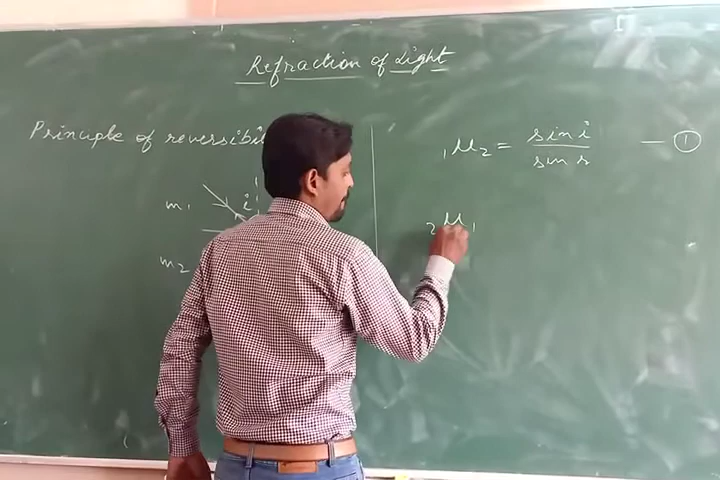 Refraction of Light
Principle of reversibi
₁μ₂ = sin i / sin r — ①
m₁ i
₂μ₁
m₂